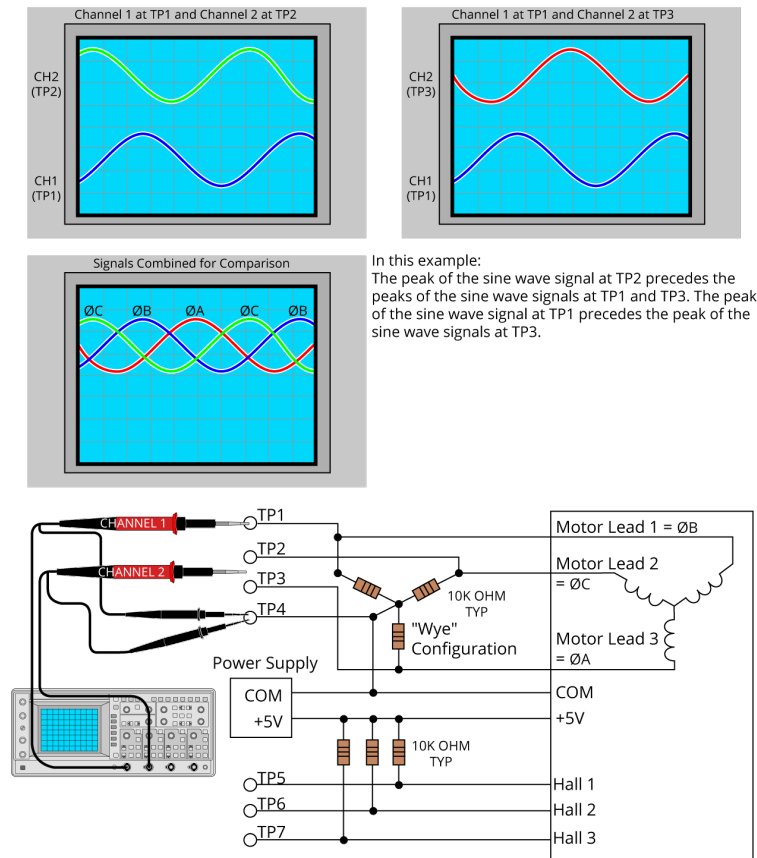 Channel 1 at TP1 and Channel 2 at TP2
CH2
(TP2)
CH1
(TP1)
Channel 1 at TP1 and Channel 2 at TP3
CH2
(TP3)
CH1
(TP1)
Signals Combined for Comparison
ØC ØB ØA ØC ØB
In this example:
The peak of the sine wave signal at TP2 precedes the
peaks of the sine wave signals at TP1 and TP3. The peak
of the sine wave signal at TP1 precedes the peak of the
sine wave signals at TP3.
CHANNEL 1
TP1
Motor Lead 1 = ØB
CHANNEL 2
TP2
Motor Lead 2
= ØC
TP3
10K OHM
TYP
TP4
"Wye"
Configuration
Motor Lead 3
= ØA
Power Supply
COM
+5V
COM
+5V
10K OHM
TYP
TP5
Hall 1
TP6
Hall 2
TP7
Hall 3